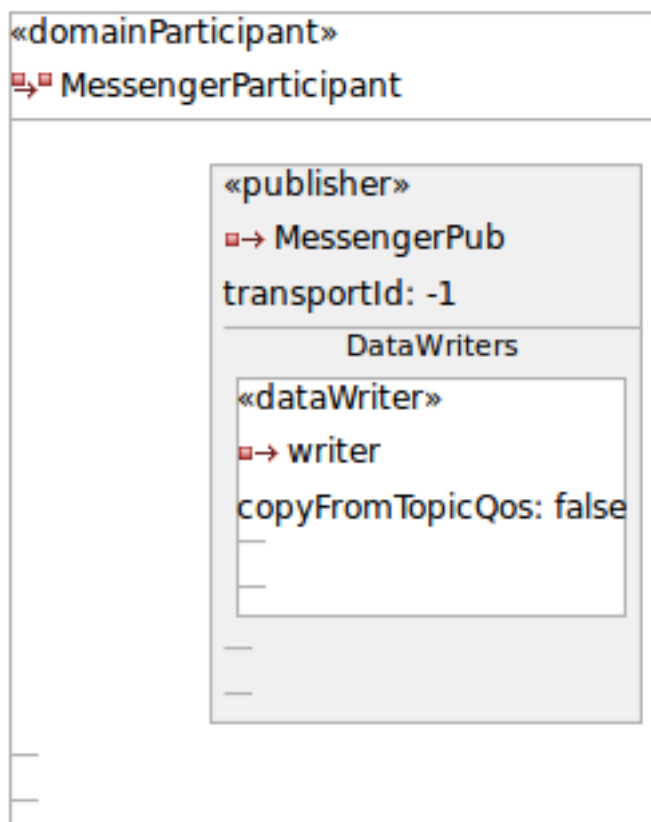 «domainParticipant»
MessengerParticipant
«publisher»
MessengerPub
transportId: -1
DataWriters
«dataWriter»
writer
copyFromTopicQos: false